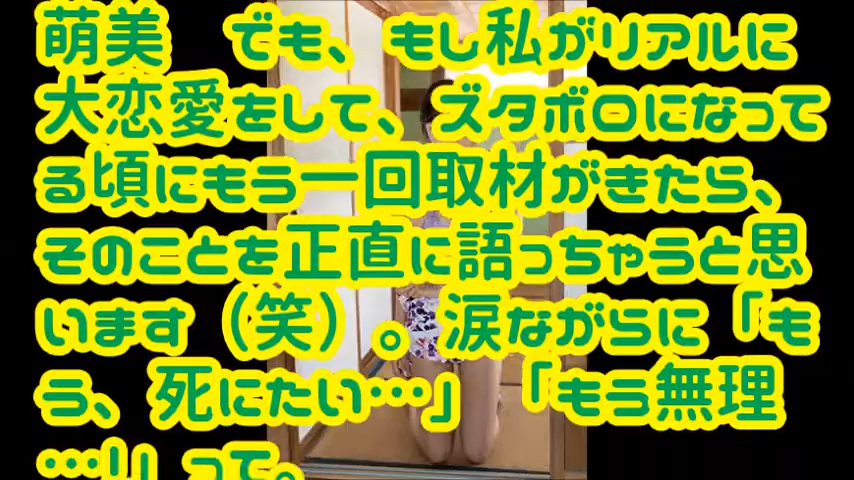 萌美　でも、もし私がリアルに
大恋愛をして、ズタボロになって
る頃にもう一回取材がきたら、
そのことを正直に語っちゃうと思
います（笑）。涙ながらに「も
う、死にたい…」「もう無理
…!」って。